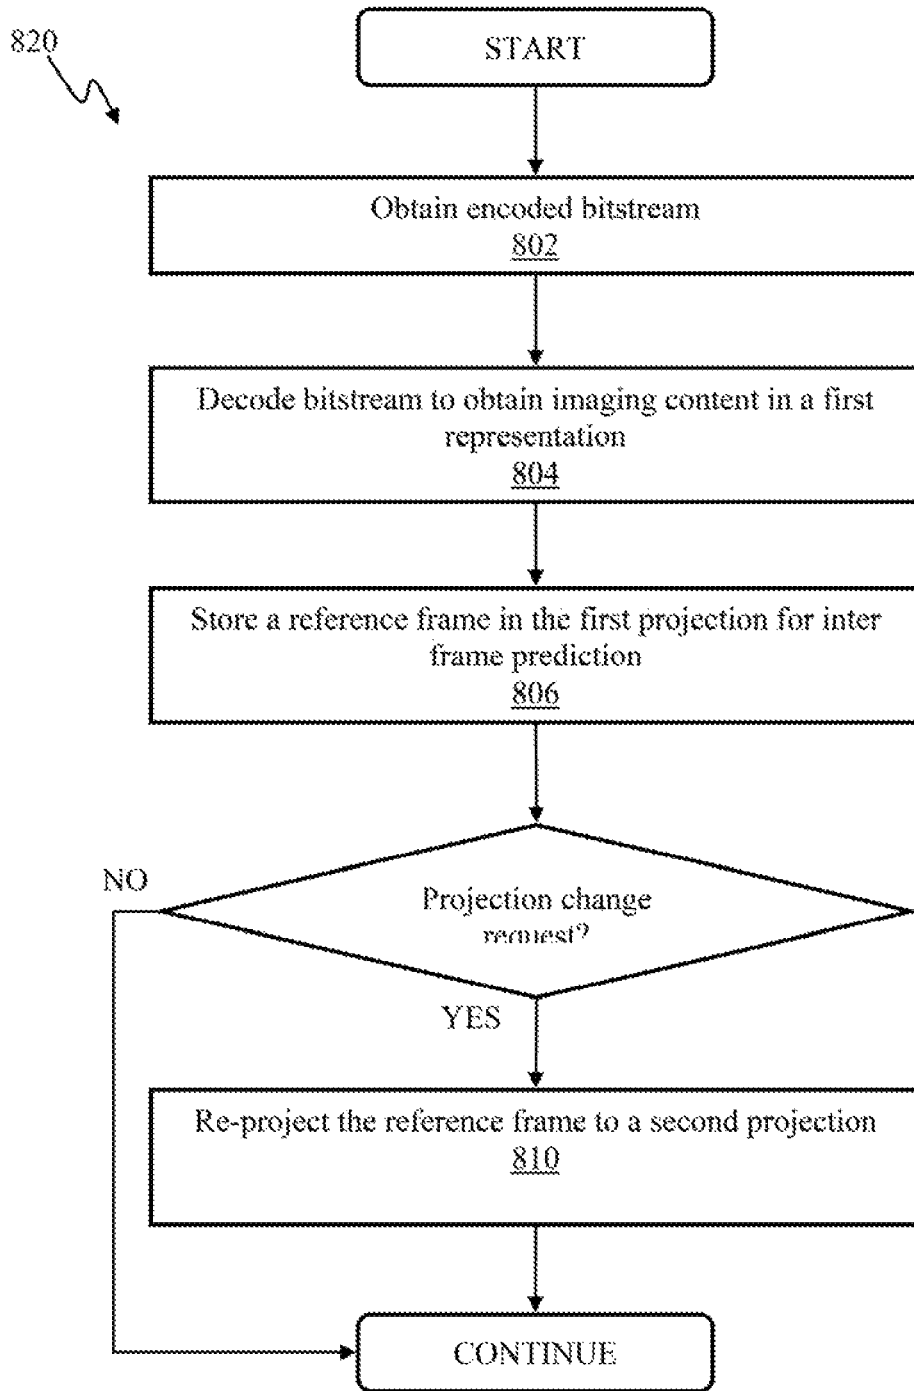 820
START
Obtain encoded bitstream
802
Decode bitstream to obtain imaging content in a first
representation
804
Store a reference frame in the first projection for inter
frame prediction
806
NO
Projection change
request?
YES
Re-project the reference frame to a second projection
810
CONTINUE